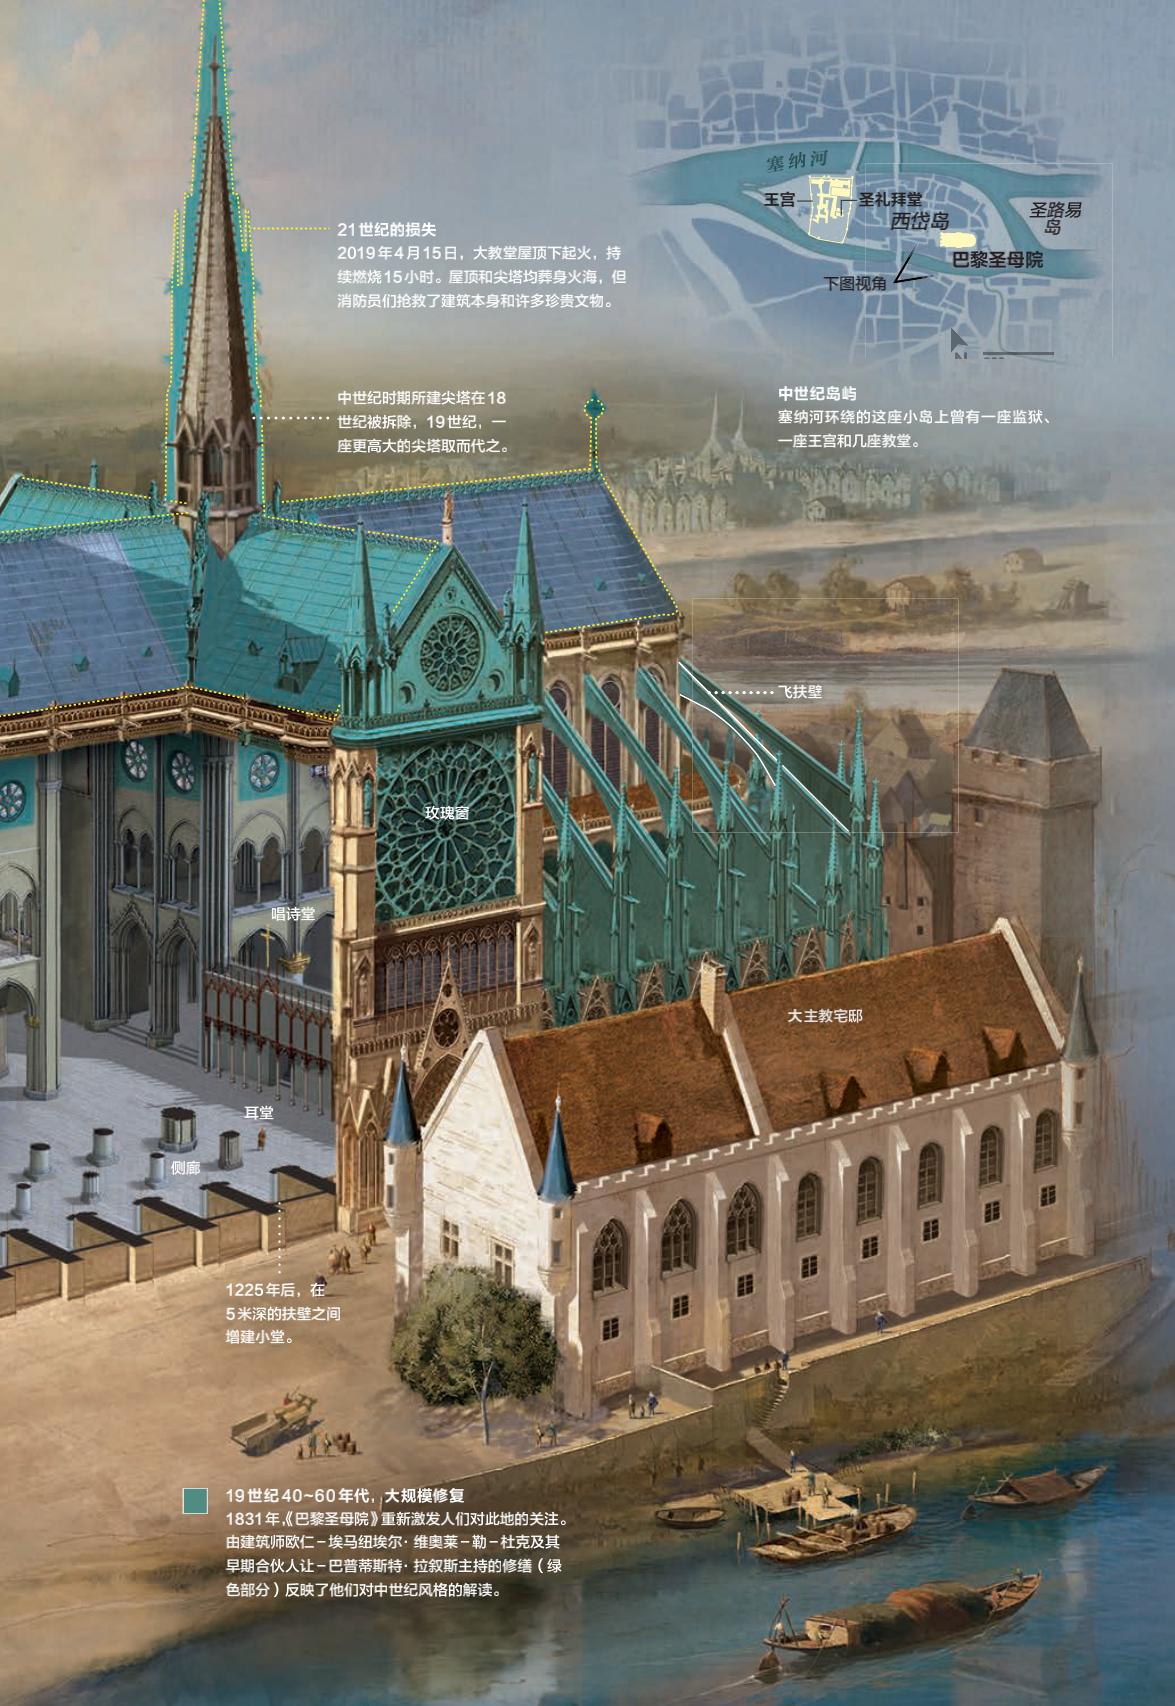 塞纳河
王宫
圣礼拜堂
西岱岛
圣路易
岛
巴黎圣母院
下图视角
N
21世纪的损失
2019年4月15日，大教堂屋顶下起火，持
续燃烧15小时。屋顶和尖塔均葬身火海，但
消防员们抢救了建筑本身和许多珍贵文物。
中世纪时期所建尖塔在18
世纪被拆除，19世纪，一
座更高大的尖塔取而代之。
中世纪岛屿
塞纳河环绕的这座小岛上曾有一座监狱、
一座王宫和几座教堂。
飞扶壁
玫瑰窗
唱诗堂
大主教宅邸
耳堂
侧廊
1225年后，在
5米深的扶壁之间
增建小堂。
19世纪40~60年代，大规模修复
1831年，《巴黎圣母院》重新激发人们对此地的关注。
由建筑师欧仁–埃马纽埃尔·维奥莱–勒–杜克及其
早期合伙人让–巴普蒂斯特·拉叙斯主持的修缮（绿
色部分）反映了他们对中世纪风格的解读。